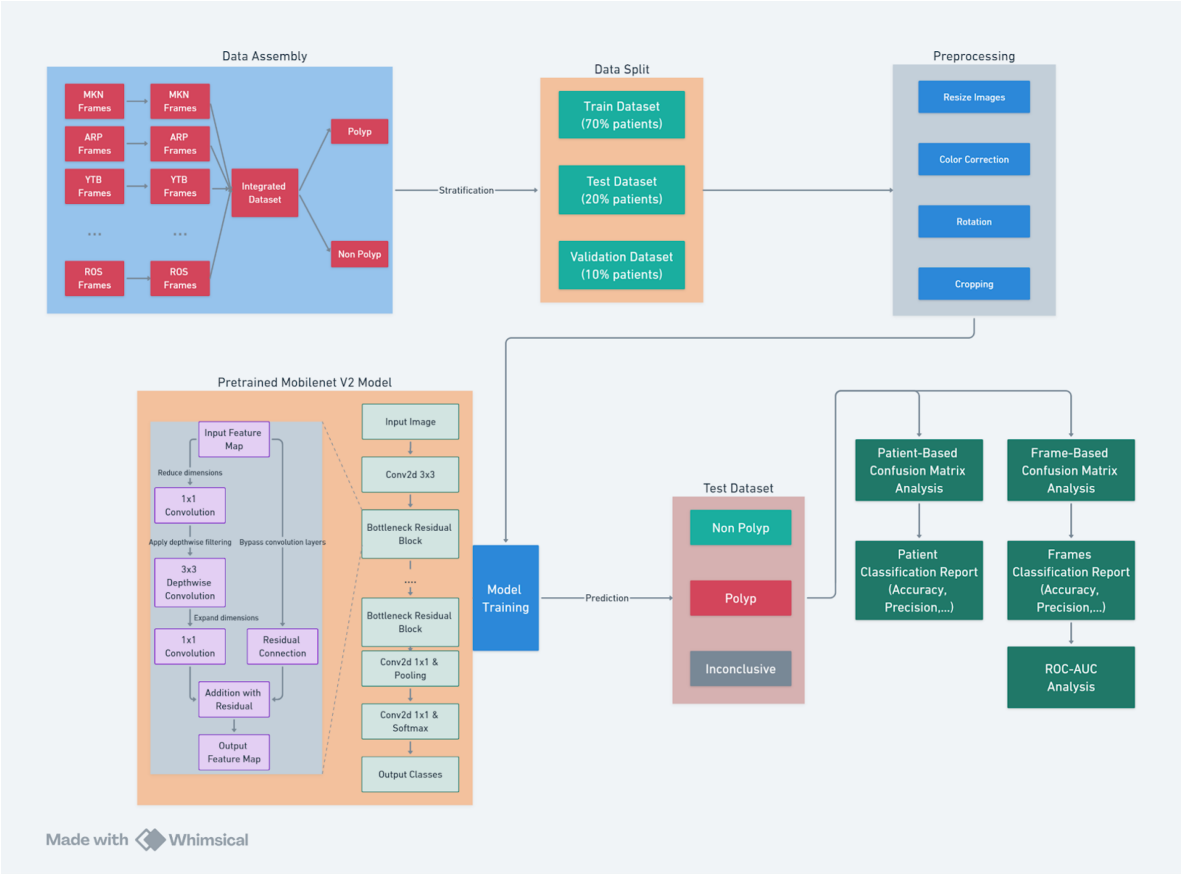 Data Assembly
MKN
Frames
MKN
Frames
ARP
Frames
ARP
Frames
YTB
Frames
YTB
Frames
...
...
ROS
Frames
ROS
Frames
Integrated
Dataset
Polyp
Non Polyp
Stratification
Data Split
Train Dataset
(70% patients)
Test Dataset
(20% patients)
Validation Dataset
(10% patients)
Preprocessing
Resize Images
Color Correction
Rotation
Cropping
Pretrained Mobilenet V2 Model
Input Feature
Map
Reduce dimensions
1x1
Convolution
Apply depthwise filtering
Bypass convolution layers
3x3
Depthwise
Convolution
Expand dimensions
1x1
Convolution
Residual
Connection
Addition with
Residual
Output
Feature Map
Input Image
Conv2d 3x3
Bottleneck Residual
Block
....
Bottleneck Residual
Block
Conv2d 1x1 &
Pooling
Conv2d 1x1 &
Softmax
Output Classes
Model
Training
Prediction
Test Dataset
Non Polyp
Polyp
Inconclusive
Patient-Based
Confusion Matrix
Analysis
Patient
Classification Report
(Accuracy,
Precision,...)
Frame-Based
Confusion Matrix
Analysis
Frames
Classification Report
(Accuracy,
Precision,...)
ROC-AUC
Analysis
Made with Whimsical